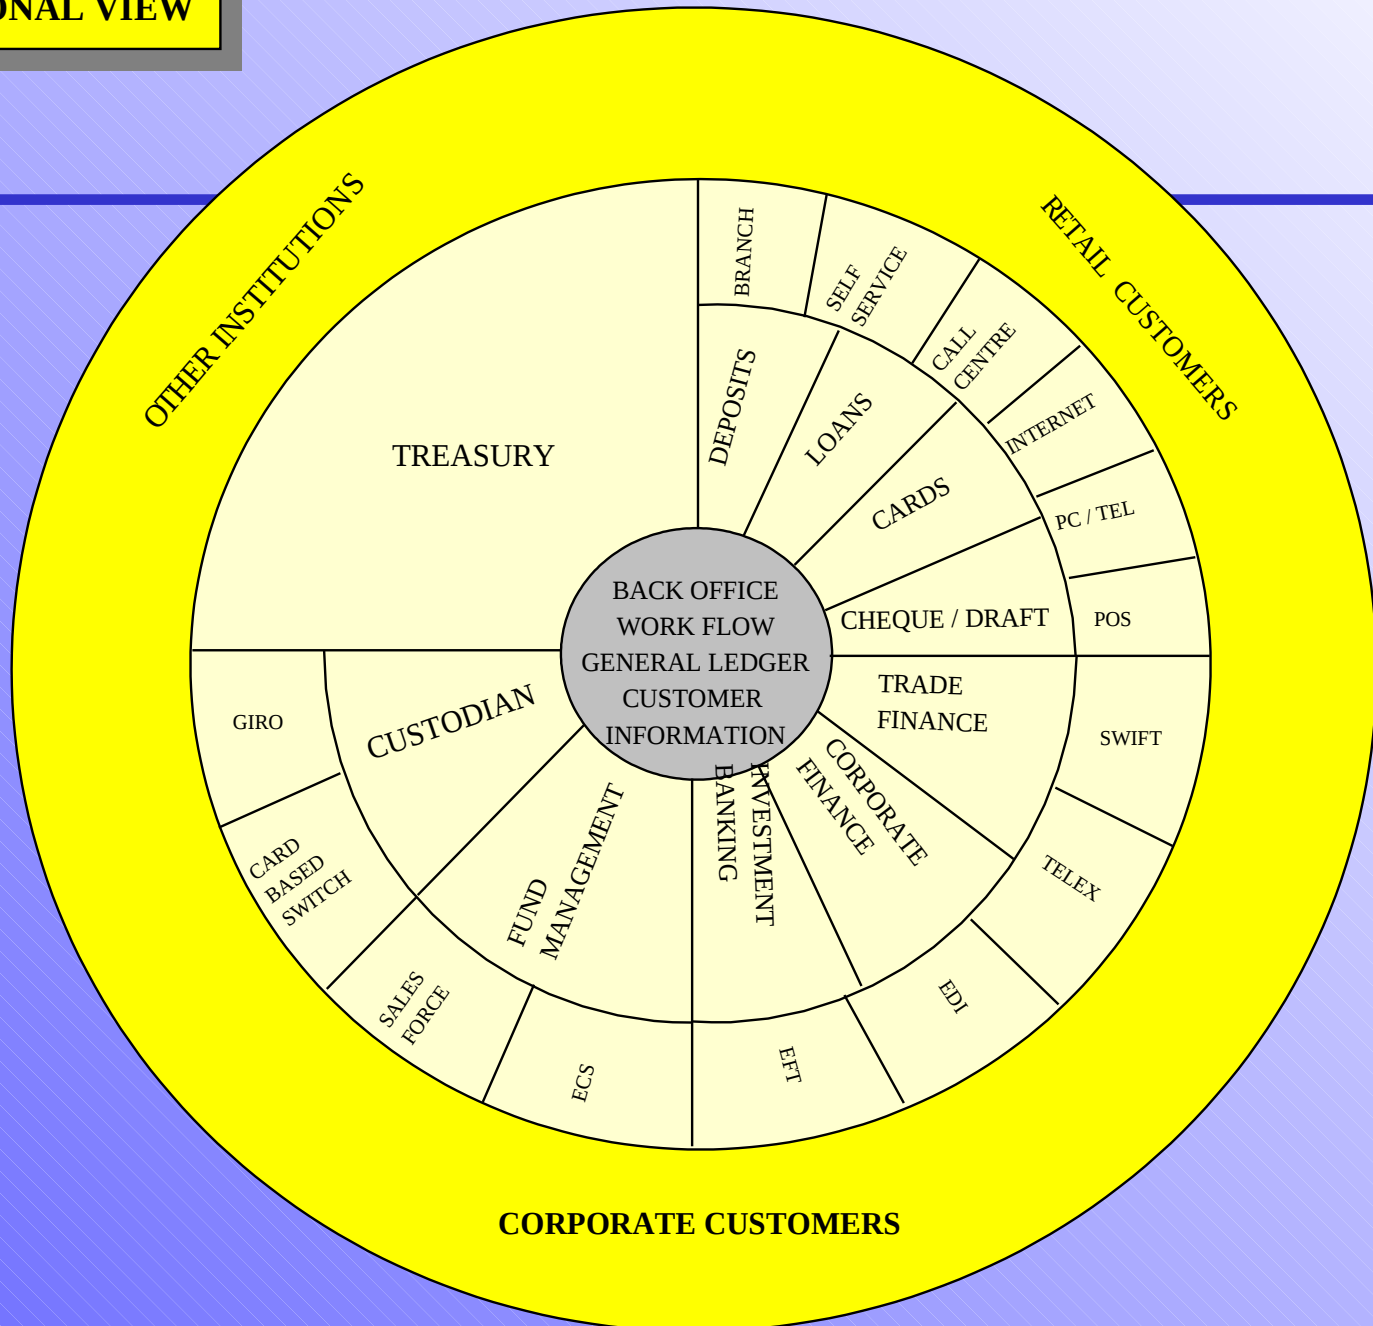 ONAL VIEW
OTHER INSTITUTIONS
RETAIL CUSTOMERS
BRANCH
SELF
SERVICE
CALL
CENTRE
INTERNET
PC / TEL
POS
DEPOSITS
LOANS
CARDS
CHEQUE / DRAFT
TREASURY
BACK OFFICE
WORK FLOW
GENERAL LEDGER
CUSTOMER
INFORMATION
TRADE
FINANCE
CORPORATE
FINANCE
INVESTMENT
BANKING
FUND
MANAGEMENT
CUSTODIAN
SWIFT
TELEX
EDI
EFT
ECS
SALES
FORCE
CARD
BASED
SWITCH
GIRO
CORPORATE CUSTOMERS